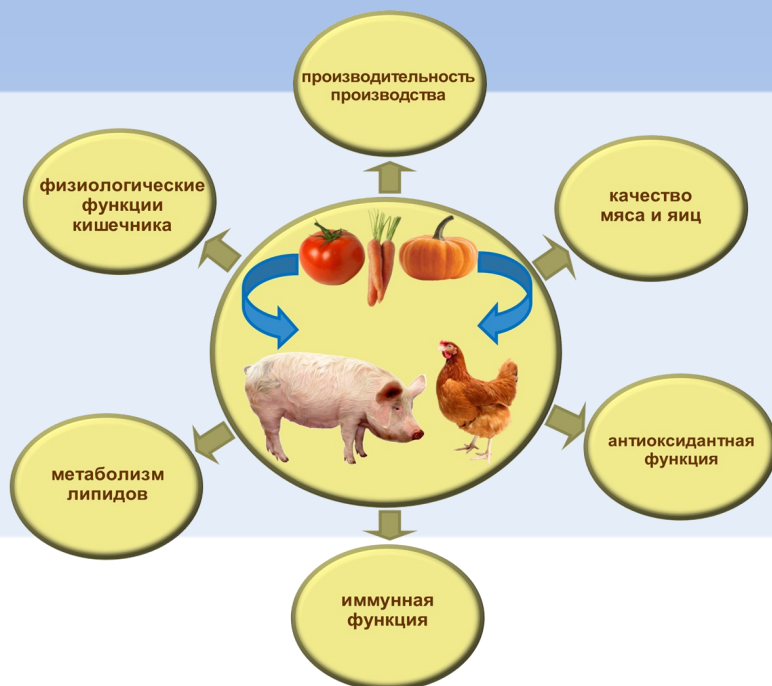 производительность
производства
физиологические
функции
кишечника
качество
мяса и яиц
метаболизм
липидов
антиоксидантная
функция
иммунная
функция